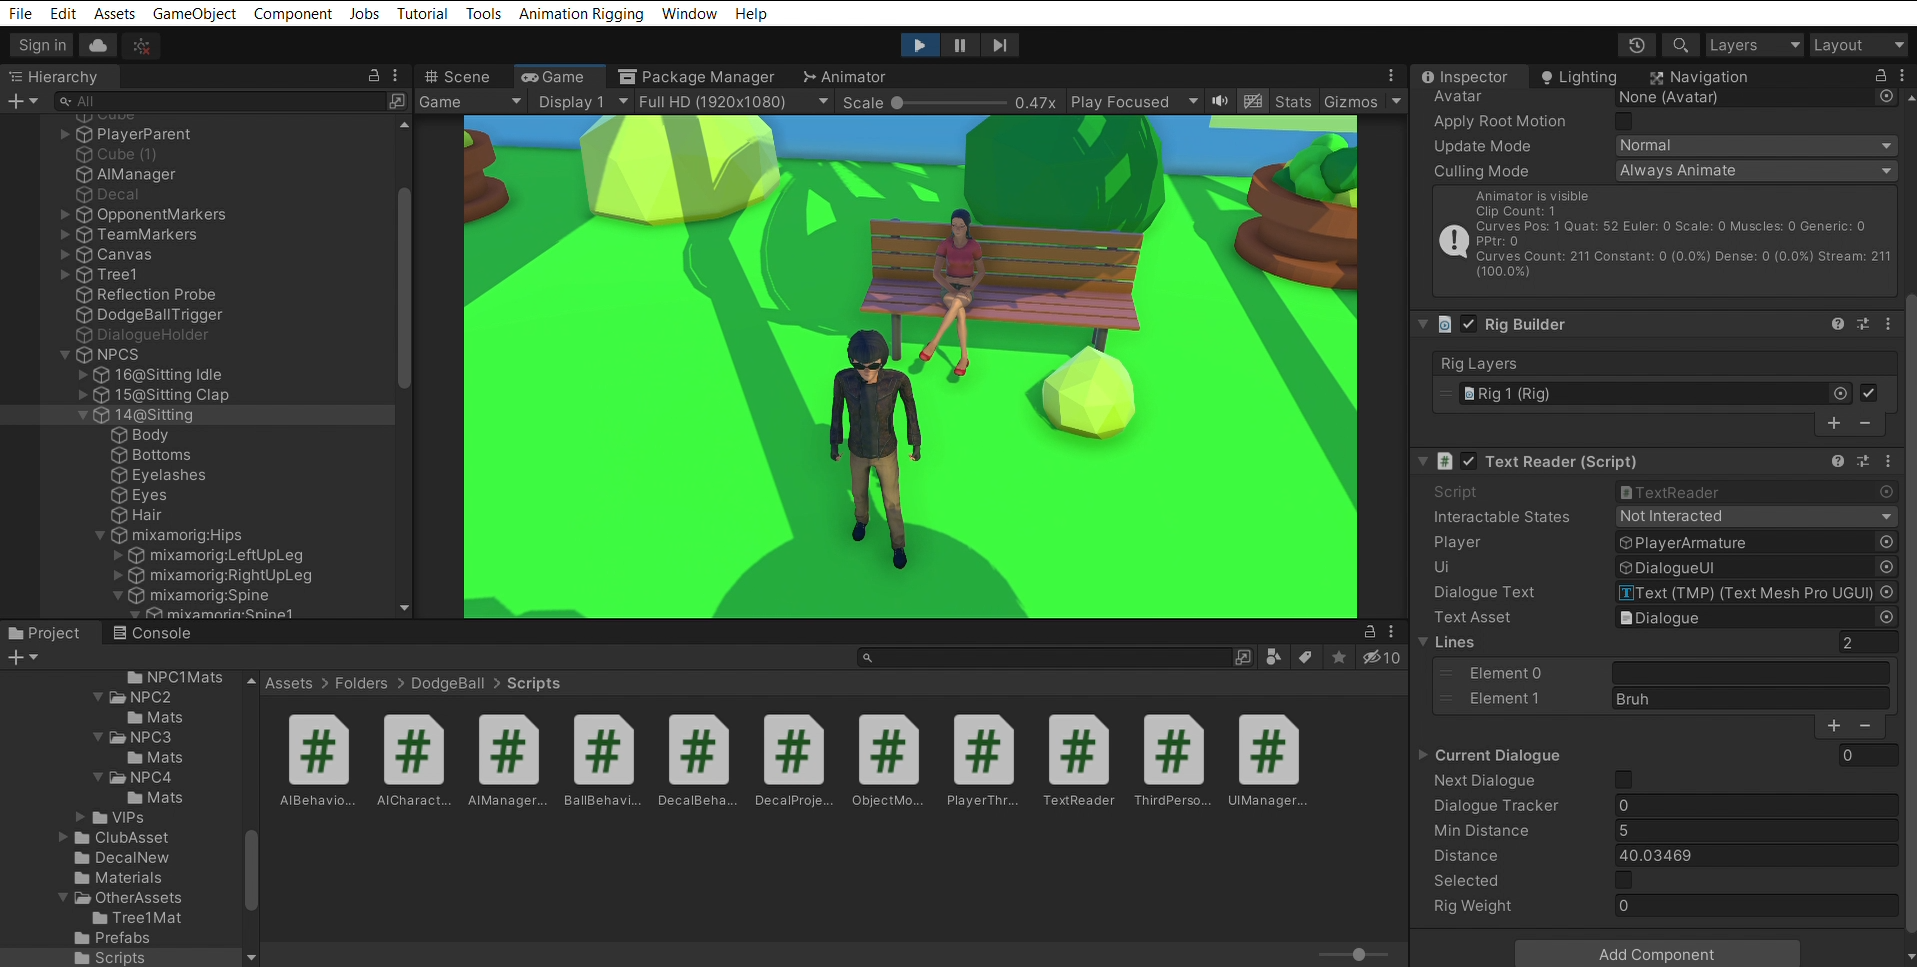 File Edit Assets GameObject Component Jobs Tutorial Tools Animation Rigging Window Help
Sign in
Layers Layout
Hierarchy
All
Cube
PlayerParent
Cube (1)
AIManager
Decal
OpponentMarkers
TeamMarkers
Canvas
Tree1
Reflection Probe
DodgeBallTrigger
DialogueHolder
NPCS
16@Sitting Idle
15@Sitting Clap
14@Sitting
Body
Bottoms
Eyelashes
Eyes
Hair
mixamorig:Hips
mixamorig:LeftUpLeg
mixamorig:RightUpLeg
mixamorig:Spine
mixamorig:Spine1
Scene Game Package Manager Animator
Game Display 1 Full HD (1920x1080) Scale 0.47x Play Focused Stats Gizmos
Inspector Lighting Navigation
Avatar None (Avatar)
Apply Root Motion
Update Mode Normal
Culling Mode Always Animate
Animator is visible
Clip Count: 1
Curves Pos: 1 Quat: 52 Euler: 0 Scale: 0 Muscles: 0 Generic: 0
PPtr: 0
Curves Count: 211 Constant: 0 (0.0%) Dense: 0 (0.0%) Stream: 211
(100.0%)
Rig Builder
Rig Layers
Rig 1 (Rig)
Text Reader (Script)
Script TextReader
Interactable States Not Interacted
Player PlayerArmature
Ui DialogueUI
Dialogue Text Text (TMP) (Text Mesh Pro UGUI)
Text Asset Dialogue
Lines 2
Element 0
Element 1 Bruh
Current Dialogue 0
Next Dialogue
Dialogue Tracker 0
Min Distance 5
Distance 40.03469
Selected
Rig Weight 0
Add Component
Project Console
10
NPC1Mats
NPC2
Mats
NPC3
Mats
NPC4
Mats
VIPs
ClubAsset
DecalNew
Materials
OtherAssets
Tree1Mat
Prefabs
Scripts
Assets > Folders > DodgeBall > Scripts
AIBehavio... AICharact... AIManager... BallBehavi... DecalBeha... DecalProje... ObjectMo... PlayerThr... TextReader ThirdPerso... UIManager...